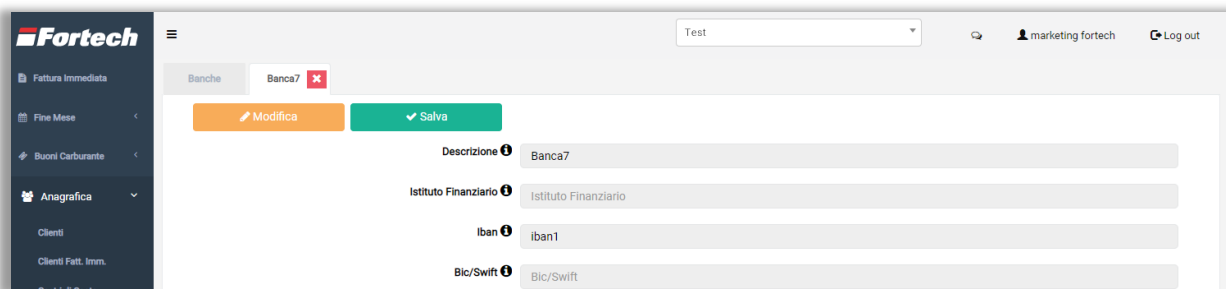 Fortech
Test
marketing fortech
Log out
Fattura Immediata
Banche
Banca7
Fine Mese
Modifica
Salva
Buoni Carburante
Descrizione
Banca7
Anagrafica
Istituto Finanziario
Istituto Finanziario
Clienti
Iban
iban1
Clienti Fatt. Imm.
Bic/Swift
Bic/Swift